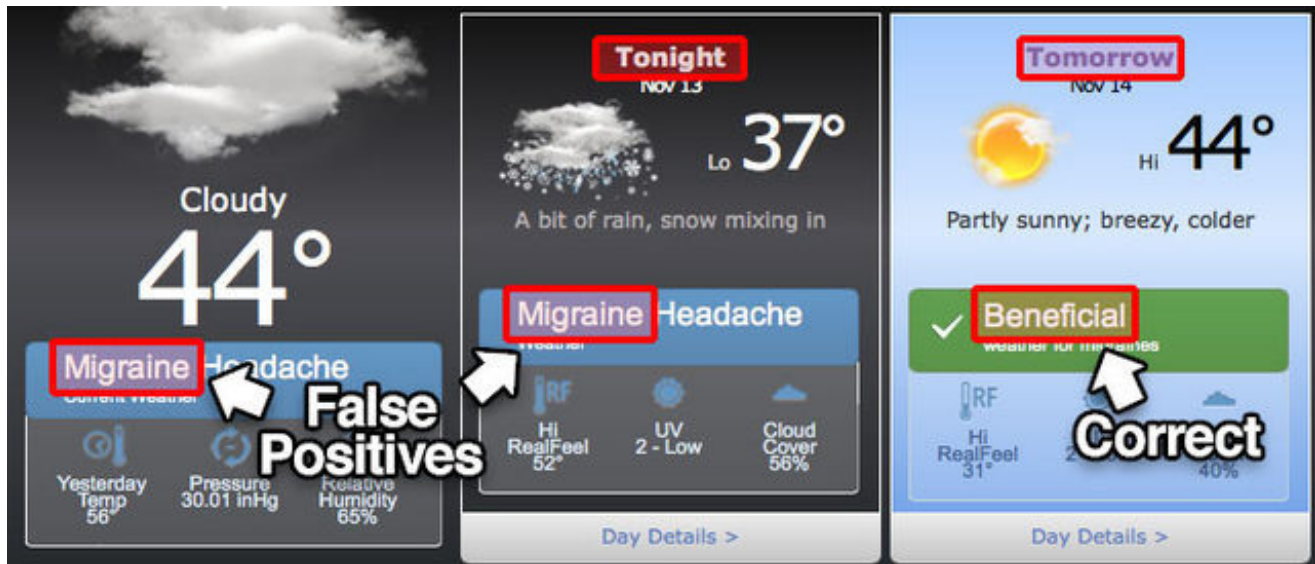 Cloudy
44°
Migraine Headache
Current Weather
Yesterday
Temp
56°
Pressure
30.01 inHg
Relative
Humidity
65%
False
Positives
Tonight
Nov 13
Lo 37°
A bit of rain, snow mixing in
Migraine Headache
Weather
RF
Hi
RealFeel
52°
UV
2 - Low
Cloud
Cover
56%
Day Details >
Tomorrow
Nov 14
Hi 44°
Partly sunny; breezy, colder
Beneficial
weather for migraines
RF
Hi
RealFeel
31°
2
40%
Correct
Day Details >